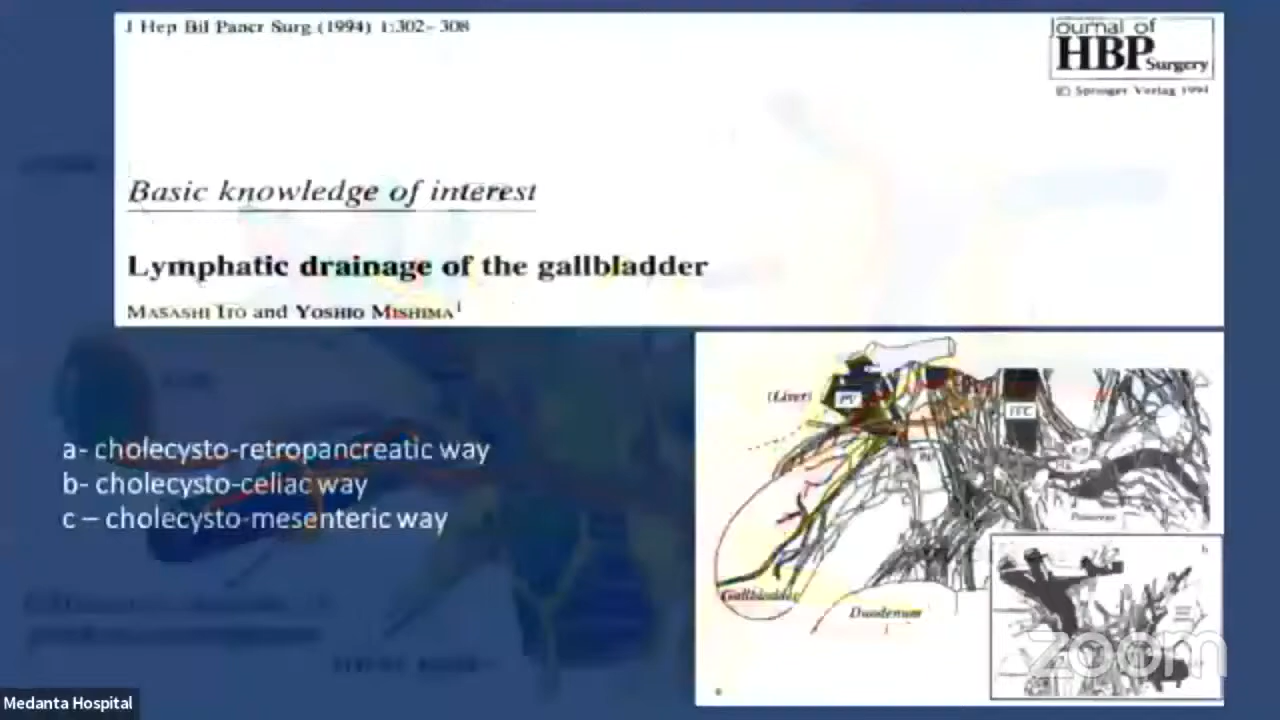 J Hep Bil Pancr Surg (1994) 1:302–308
Journal of
HBP
Surgery
© Springer Verlag 1994
Basic knowledge of interest
Lymphatic drainage of the gallbladder
MASASHI ITO and YOSHIO MISHIMA¹
a- cholecysto-retropancreatic way
b- cholecysto-celiac way
c – cholecysto-mesenteric way
(Liver)
PV
Pancreas
Gallbladder
Duodenum
a
b
zoom
Medanta Hospital